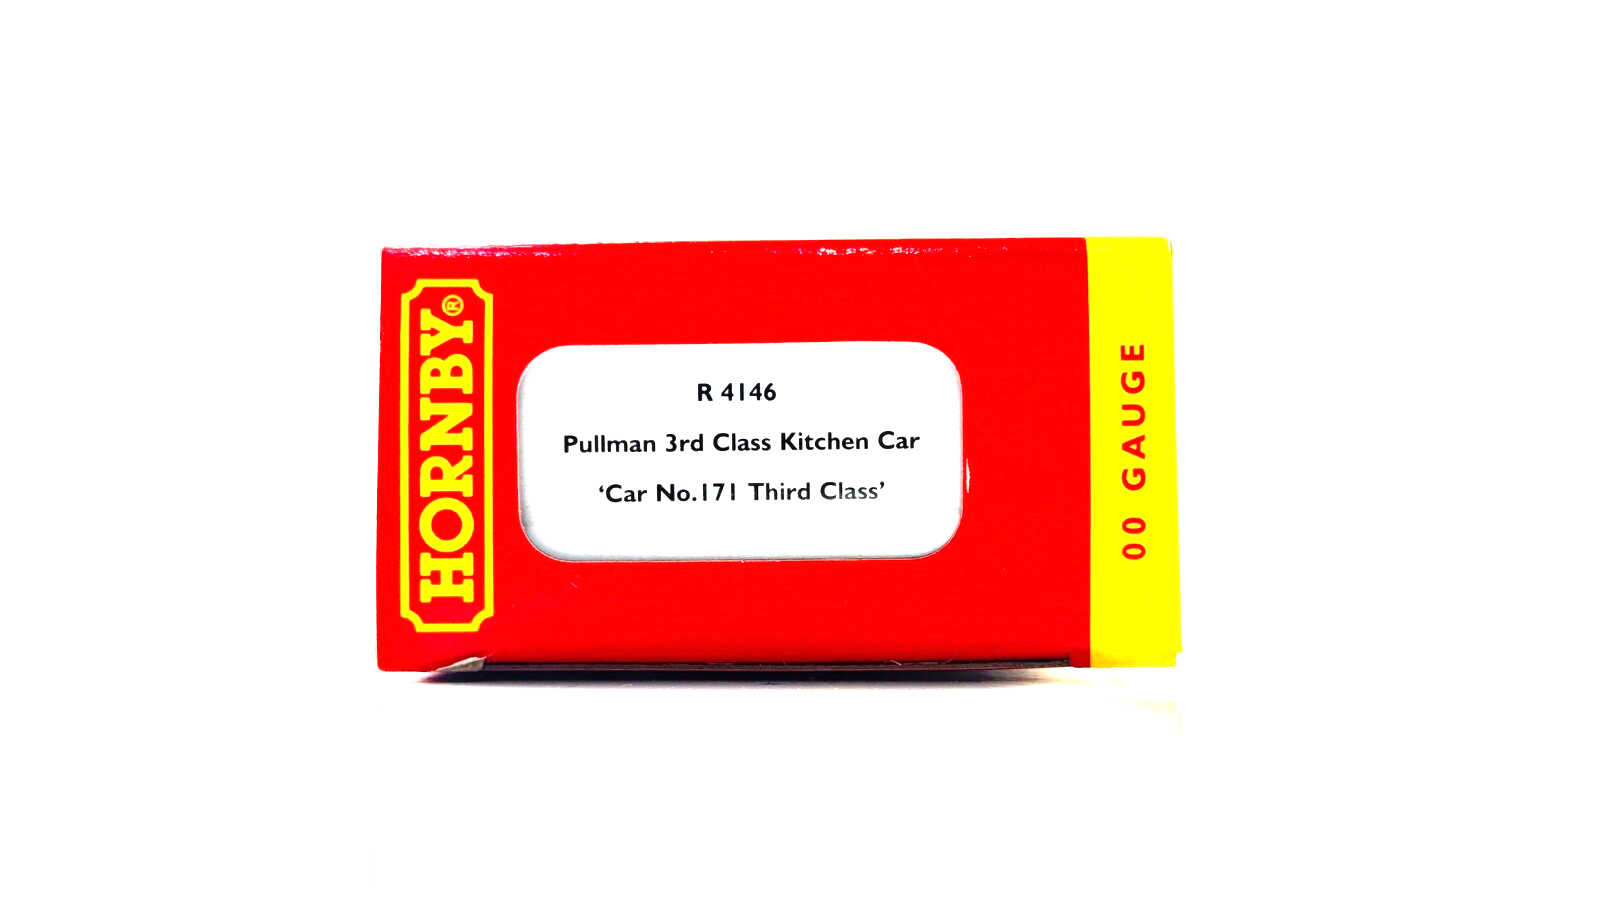 HORNBY®
R 4146
Pullman 3rd Class Kitchen Car
‘Car No.171 Third Class’
00 GAUGE